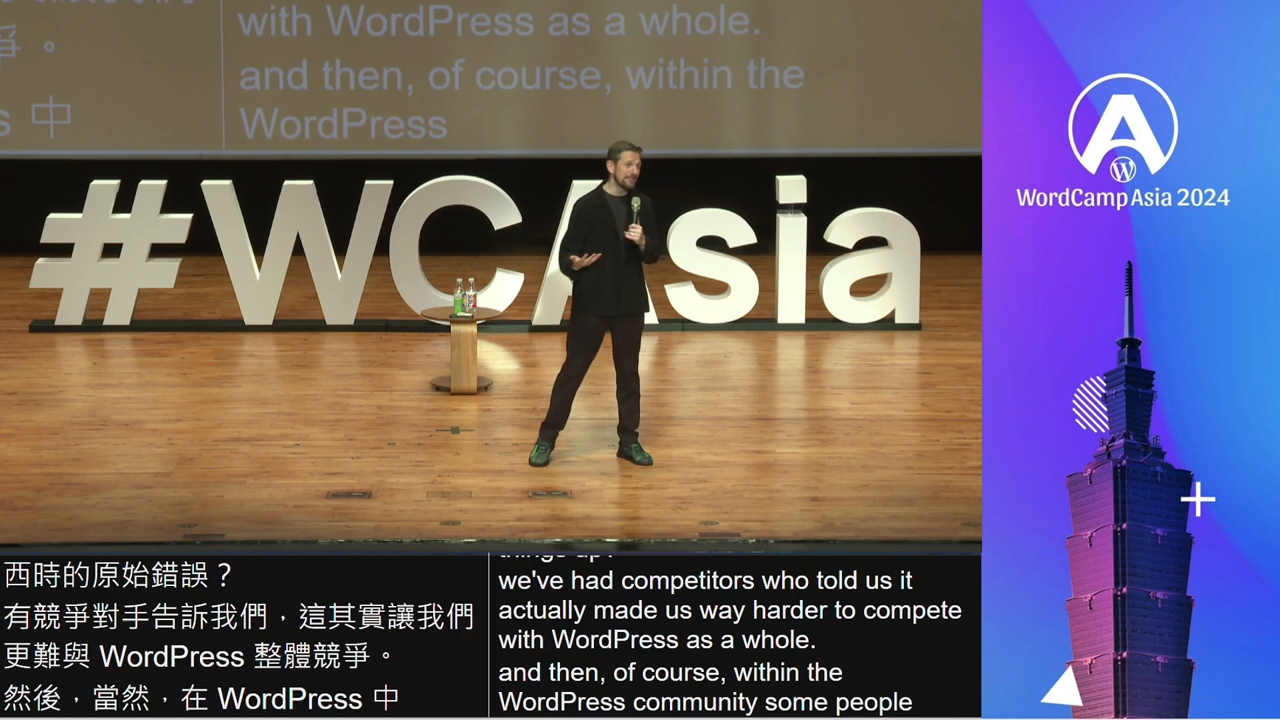 with WordPress as a whole.
爭。
and then, of course, within the
s 中
WordPress
#WCAsia
WordCamp Asia 2024
西時的原始錯誤？
有競爭對手告訴我們，這其實讓我們
更難與 WordPress 整體競爭。
然後，當然，在 WordPress 中
things up?
we've had competitors who told us it
actually made us way harder to compete
with WordPress as a whole.
and then, of course, within the
WordPress community some people